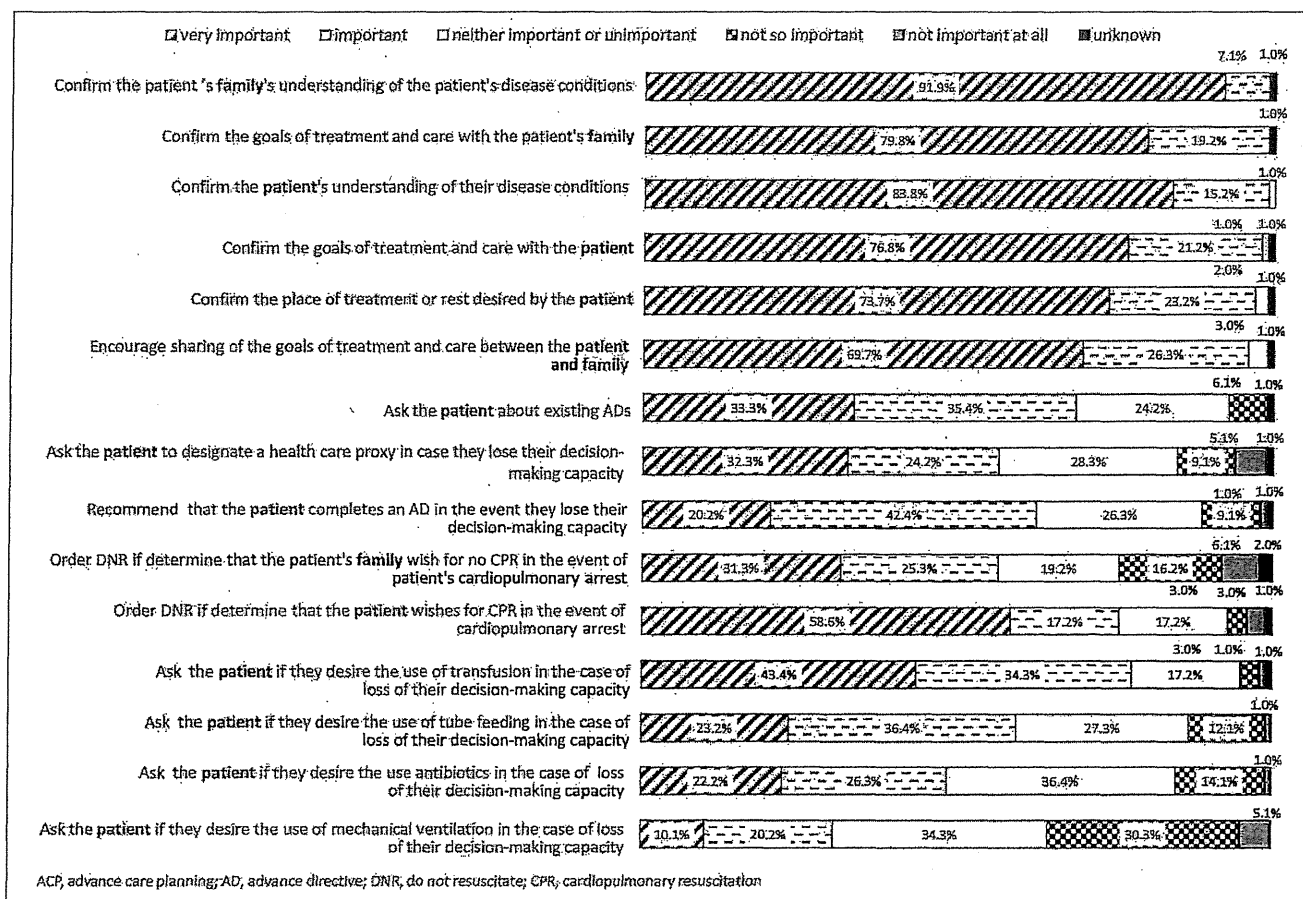 very important important neither important or unimportant not so important not important at all unknown
7.1% 1.0%
Confirm the patient's family's understanding of the patient's disease conditions 91.9%
1.0%
Confirm the goals of treatment and care with the patient's family 79.8% 19.2%
1.0%
Confirm the patient's understanding of their disease conditions 83.8% 15.2%
1.0% 1.0%
Confirm the goals of treatment and care with the patient 76.8% 21.2%
2.0% 1.0%
Confirm the place of treatment or rest desired by the patient 73.7% 23.2%
3.0% 1.0%
Encourage sharing of the goals of treatment and care between the patient
and family 69.7% 26.3%
6.1% 1.0%
Ask the patient about existing ADs 33.3% 35.4% 24.2%
5.1% 1.0%
Ask the patient to designate a health care proxy in case they lose their decision-
making capacity 32.3% 24.2% 28.3% 9.1%
1.0% 1.0%
Recommend that the patient completes an AD in the event they lose their
decision-making capacity 20.2% 42.4% 26.3% 9.1%
6.1% 2.0%
Order DNR if determine that the patient's family wish for no CPR in the event of
patient's cardiopulmonary arrest 31.3% 25.3% 19.2% 16.2%
3.0% 3.0% 1.0%
Order DNR if determine that the patient wishes for CPR in the event of
cardiopulmonary arrest 58.6% 17.2% 17.2%
3.0% 1.0% 1.0%
Ask the patient if they desire the use of transfusion in the case of
loss of their decision-making capacity 43.4% 34.3% 17.2%
1.0%
Ask the patient if they desire the use of tube feeding in the case of
loss of their decision-making capacity 23.2% 36.4% 27.3% 12.1%
1.0%
Ask the patient if they desire the use antibiotics in the case of loss
of their decision-making capacity 22.2% 26.3% 36.4% 14.1%
5.1%
Ask the patient if they desire the use of mechanical ventilation in the case of loss
of their decision-making capacity 10.1% 20.2% 34.3% 30.3%
ACP, advance care planning; AD, advance directive; DNR, do not resuscitate; CPR, cardiopulmonary resuscitation